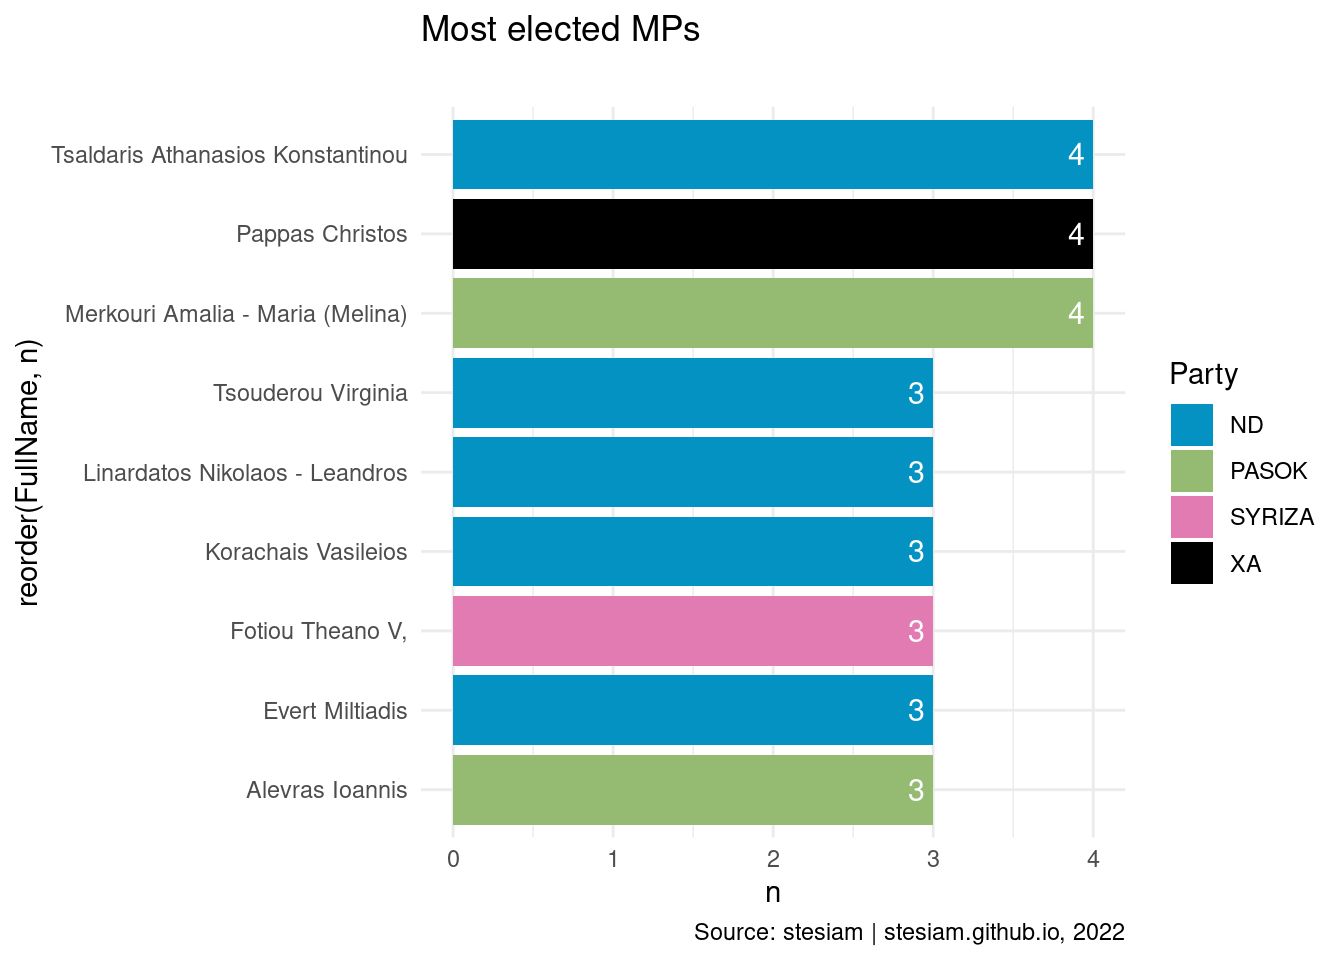 Most elected MPs
reorder(FullName, n)
Tsaldaris Athanasios Konstantinou 4
Pappas Christos 4
Merkouri Amalia - Maria (Melina) 4
Tsouderou Virginia 3
Linardatos Nikolaos - Leandros 3
Korachais Vasileios 3
Fotiou Theano V, 3
Evert Miltiadis 3
Alevras Ioannis 3
0 1 2 3 4
n
Party
ND
PASOK
SYRIZA
XA
Source: stesiam | stesiam.github.io, 2022